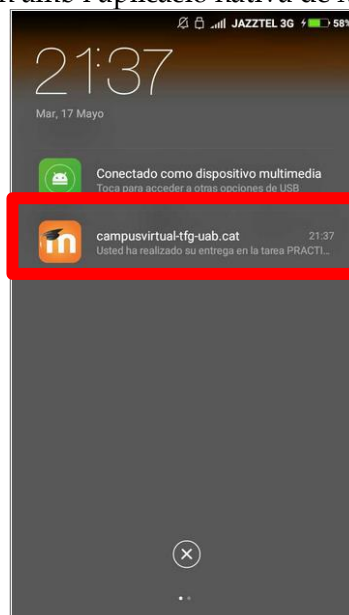 amb l'aplicació nativa de
JAZZTEL 3G 58%
21:37
Mar, 17 Mayo
Conectado como dispositivo multimedia
Toca para acceder a otras opciones de USB
campusvirtual-tfg-uab.cat 21:37
Usted ha realizado su entrega en la tarea PRACTI...